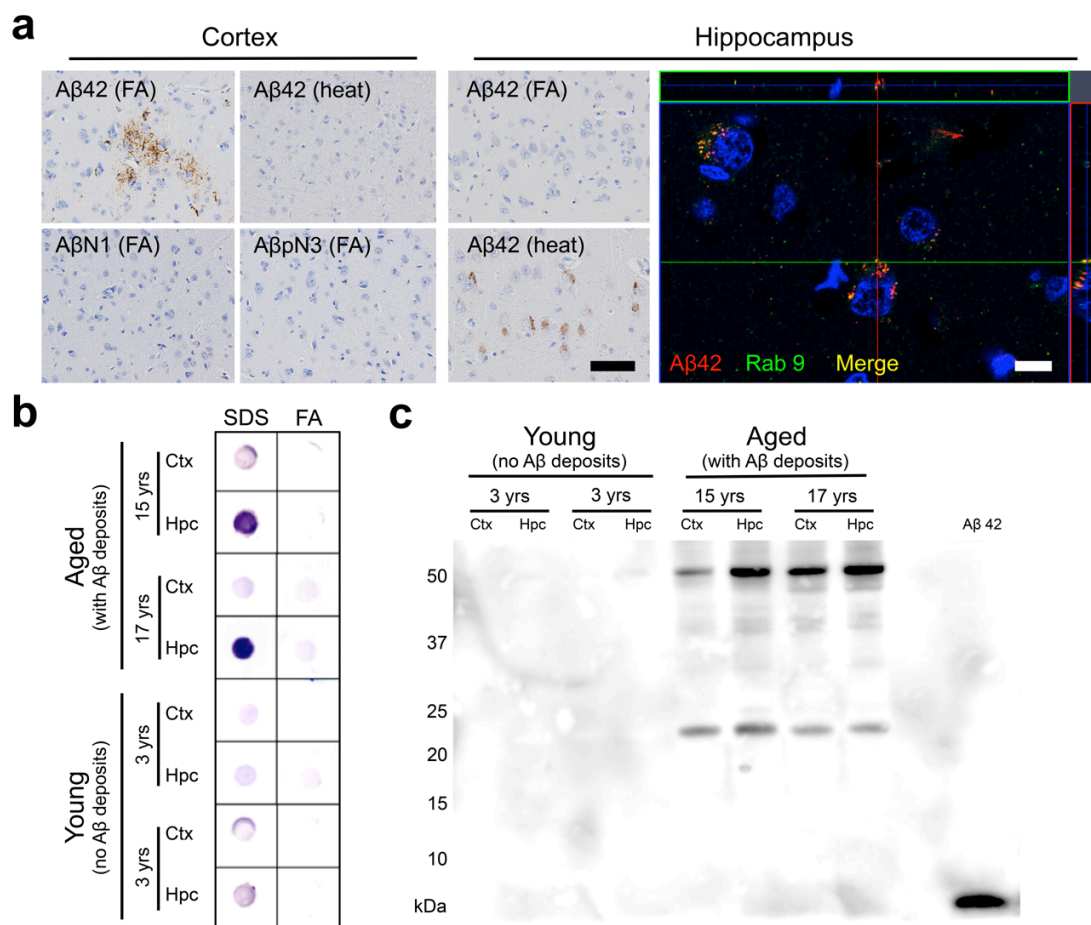 a
Cortex
Hippocampus
Aβ42 (FA)
Aβ42 (heat)
Aβ42 (FA)
AβN1 (FA)
AβpN3 (FA)
Aβ42 (heat)
Aβ42 Rab 9 Merge
b
SDS FA
Aged
(with Aβ deposits)
15 yrs
Ctx
Hpc
17 yrs
Ctx
Hpc
Young
(no Aβ deposits)
3 yrs
Ctx
Hpc
3 yrs
Ctx
Hpc
c
Young
(no Aβ deposits)
Aged
(with Aβ deposits)
3 yrs 3 yrs 15 yrs 17 yrs
Ctx Hpc Ctx Hpc Ctx Hpc Ctx Hpc Aβ 42
50
37
25
20
15
10
kDa